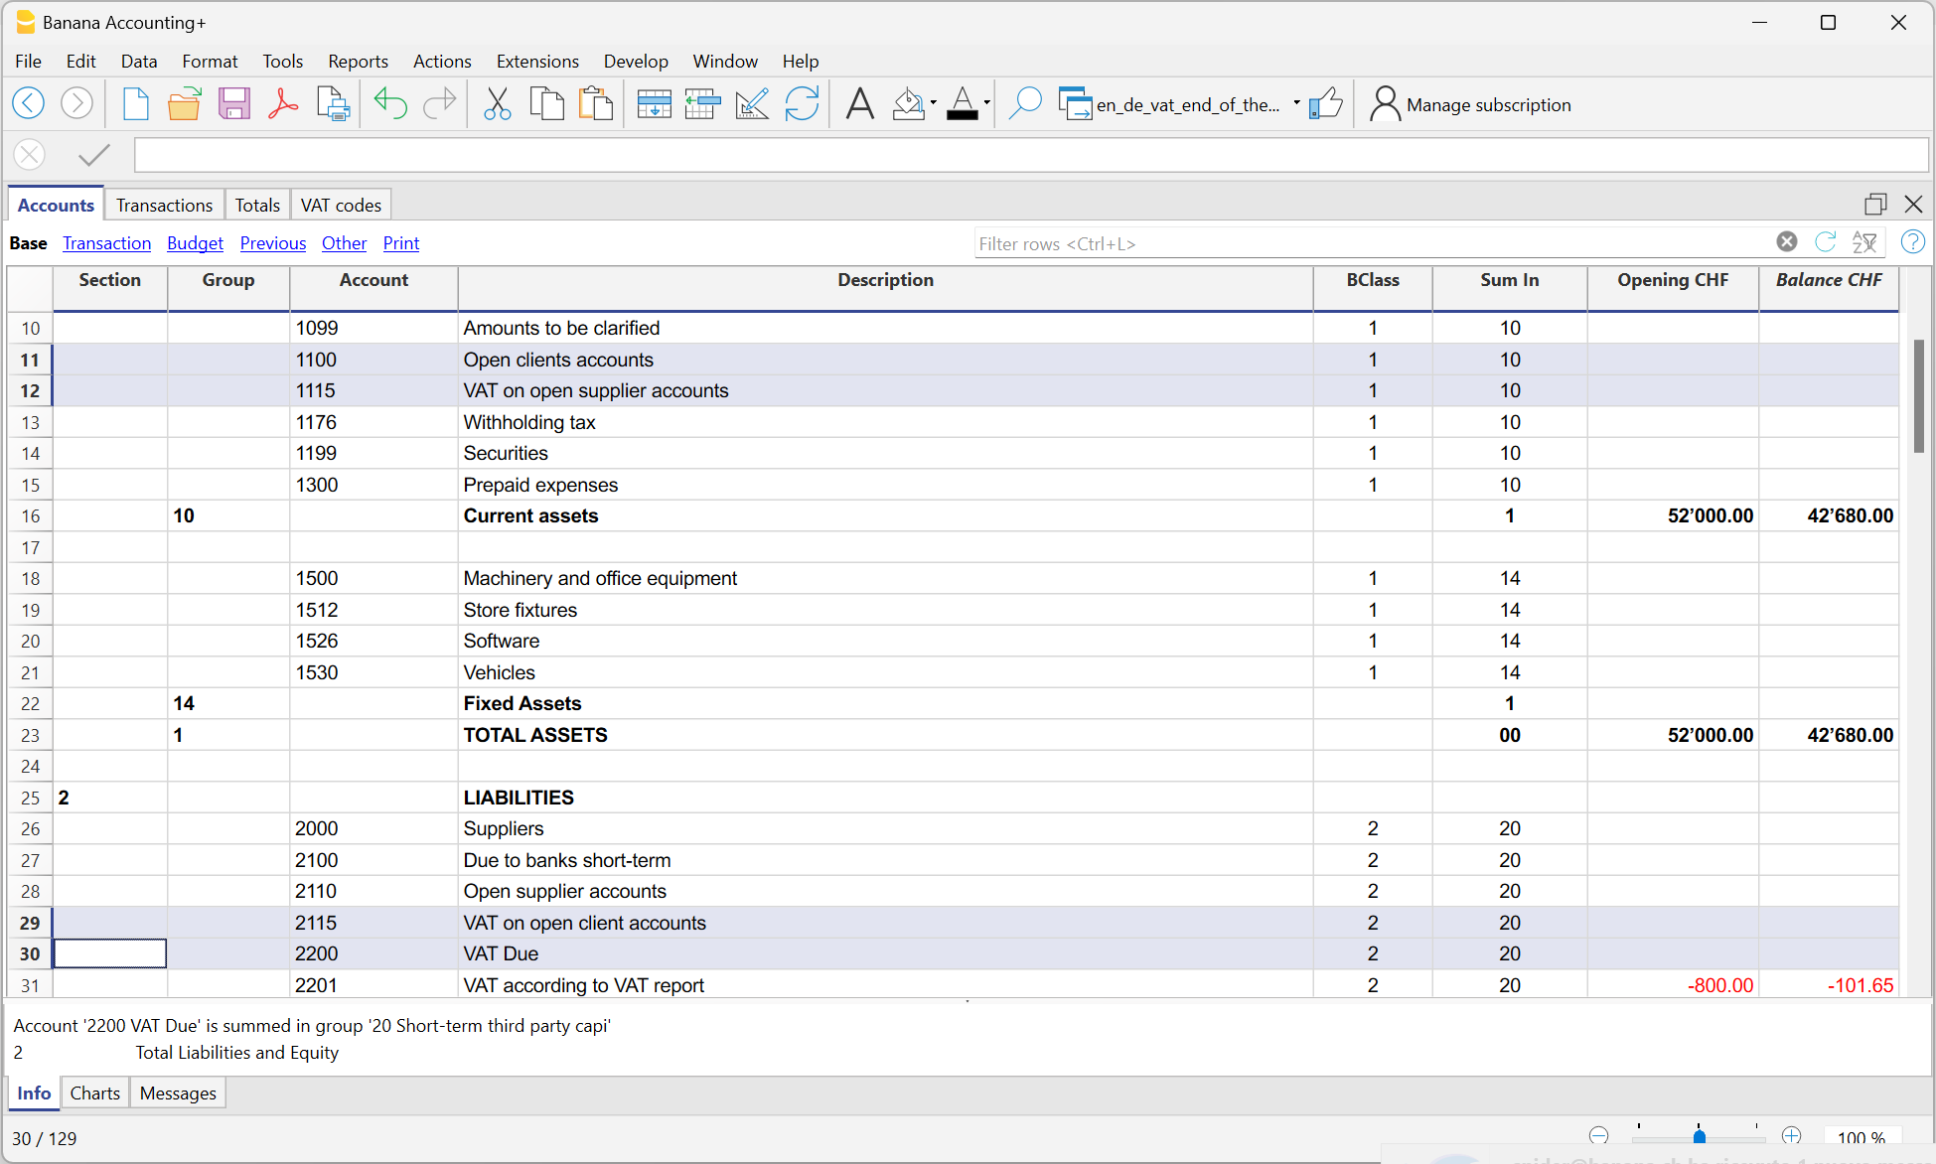 Banana Accounting+
File Edit Data Format Tools Reports Actions Extensions Develop Window Help
en_de_vat_end_of_the... Manage subscription
Accounts Transactions Totals VAT codes
Base Transaction Budget Previous Other Print Filter rows <Ctrl+L>
Section Group Account Description BClass Sum In Opening CHF Balance CHF
10 1099 Amounts to be clarified 1 10
11 1100 Open clients accounts 1 10
12 1115 VAT on open supplier accounts 1 10
13 1176 Withholding tax 1 10
14 1199 Securities 1 10
15 1300 Prepaid expenses 1 10
16 10 Current assets 1 52’000.00 42’680.00
17
18 1500 Machinery and office equipment 1 14
19 1512 Store fixtures 1 14
20 1526 Software 1 14
21 1530 Vehicles 1 14
22 14 Fixed Assets 1
23 1 TOTAL ASSETS 00 52’000.00 42’680.00
24
25 2 LIABILITIES
26 2000 Suppliers 2 20
27 2100 Due to banks short-term 2 20
28 2110 Open supplier accounts 2 20
29 2115 VAT on open client accounts 2 20
30 2200 VAT Due 2 20
31 2201 VAT according to VAT report 2 20 -800.00 -101.65
Account '2200 VAT Due' is summed in group '20 Short-term third party capi'
2 Total Liabilities and Equity
Info Charts Messages
30 / 129 100 %